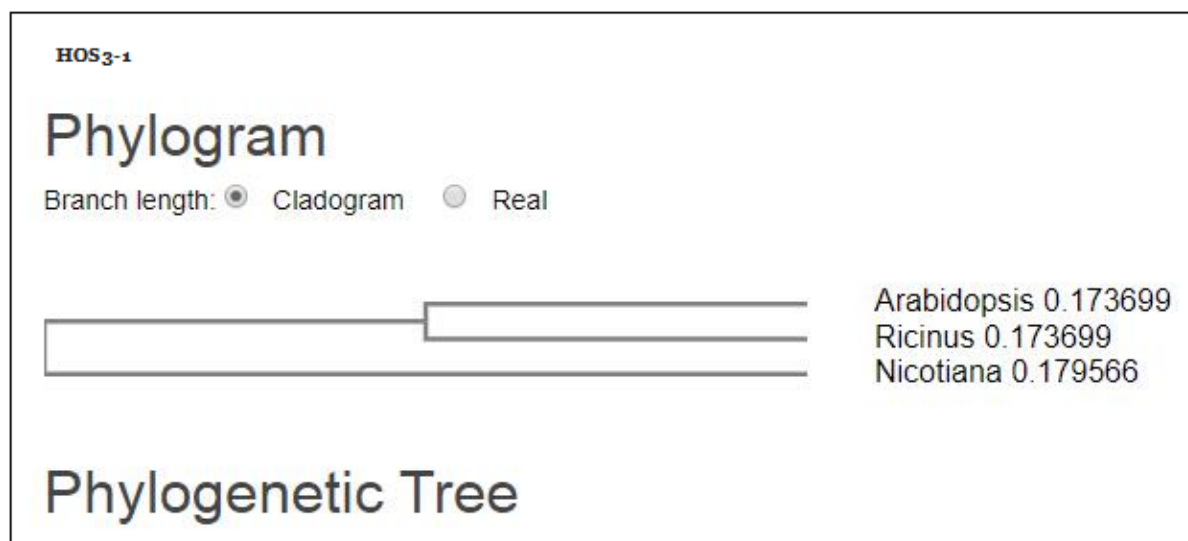 HOS3-1
Phylogram
Branch length: Cladogram Real
Arabidopsis 0.173699
Ricinus 0.173699
Nicotiana 0.179566
Phylogenetic Tree